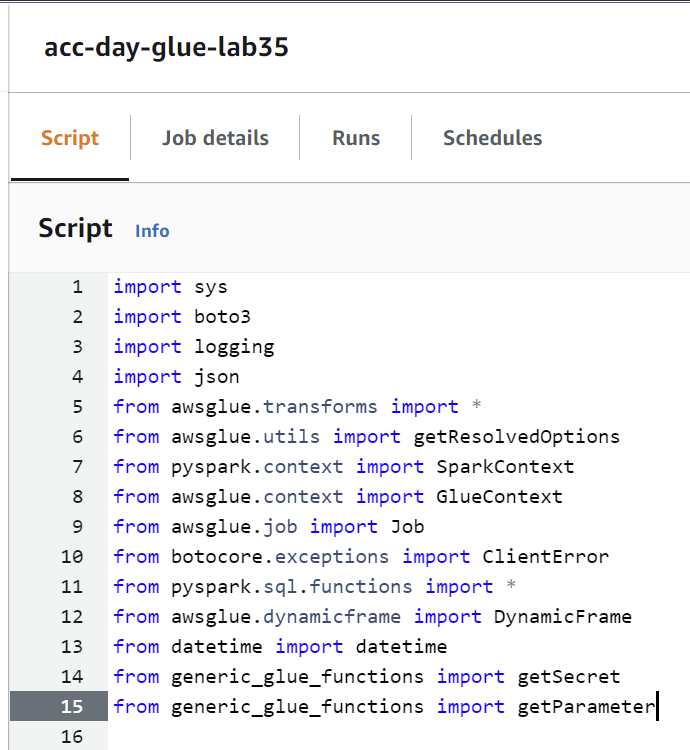 acc-day-glue-lab35
Script Job details Runs Schedules
Script Info
1 import sys
2 import boto3
3 import logging
4 import json
5 from awsglue.transforms import *
6 from awsglue.utils import getResolvedOptions
7 from pyspark.context import SparkContext
8 from awsglue.context import GlueContext
9 from awsglue.job import Job
10 from botocore.exceptions import ClientError
11 from pyspark.sql.functions import *
12 from awsglue.dynamicframe import DynamicFrame
13 from datetime import datetime
14 from generic_glue_functions import getSecret
15 from generic_glue_functions import getParameter
16